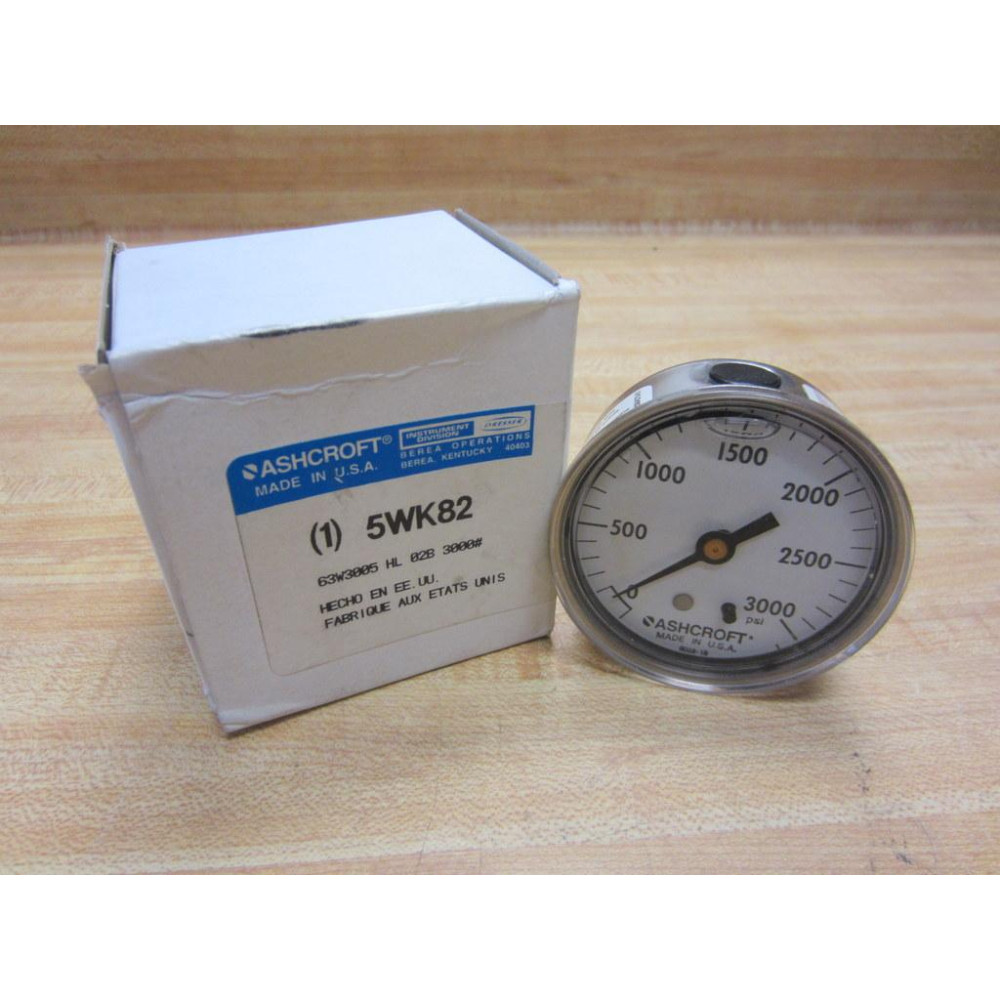 ASHCROFT®
MADE IN U.S.A.
INSTRUMENT
DIVISION
DRESSER
BEREA OPERATIONS
BEREA, KENTUCKY 40403
(1) 5WK82
63W3005 HL 02B 3000#
HECHO EN EE.UU.
FABRIQUE AUX ETATS UNIS
0
500
1000
1500
2000
2500
3000
psi
ASHCROFT
MADE IN U.S.A.